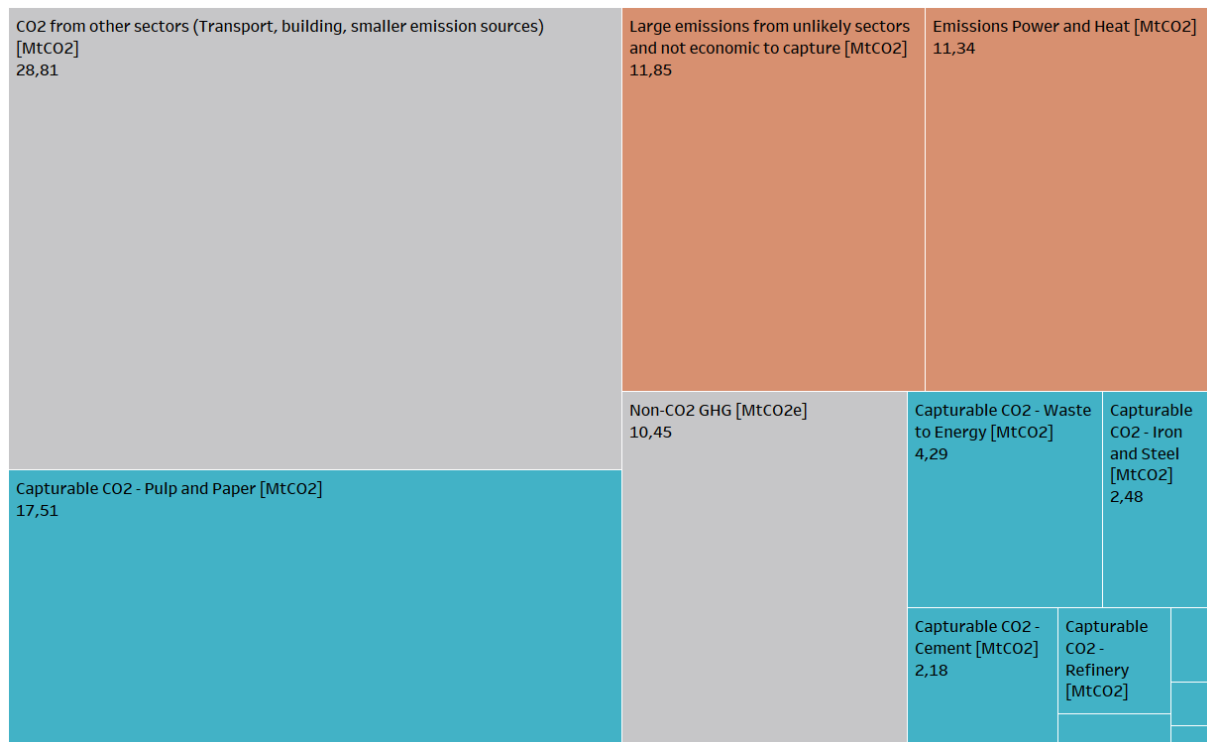 CO2 from other sectors (Transport, building, smaller emission sources)
[MtCO2]
28,81
Large emissions from unlikely sectors
and not economic to capture [MtCO2]
11,85
Emissions Power and Heat [MtCO2]
11,34
Capturable CO2 - Pulp and Paper [MtCO2]
17,51
Non-CO2 GHG [MtCO2e]
10,45
Capturable CO2 - Waste
to Energy [MtCO2]
4,29
Capturable
CO2 - Iron
and Steel
[MtCO2]
2,48
Capturable CO2 -
Cement [MtCO2]
2,18
Capturable
CO2 -
Refinery
[MtCO2]